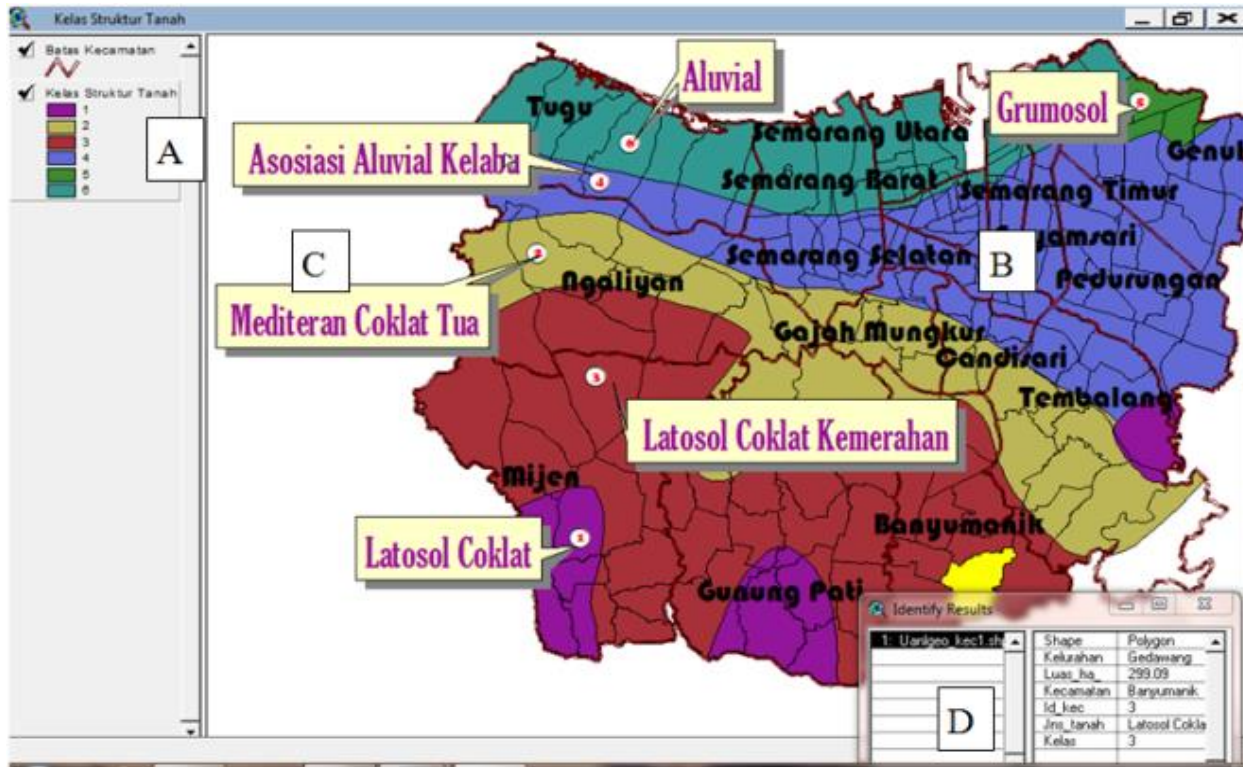 Kelas Struktur Tanah
Batas Kecamatan
Kelas Struktur Tanah
1
2
3
4
5
6
A
Aluvial
Tugu
Grumosol
Semarang Utara
Genuk
Asosiasi Aluvial Kelabu
4
Semarang Barat
Semarang Timur
C
2
Semarang Selatan
B
Pedurungan
Ngaliyan
Mediteran Coklat Tua
Gajah Mungkur
Candisari
3
Tembalang
Latosol Coklat Kemerahan
Mijen
Banyumanik
Latosol Coklat
Gunung Pati
Identify Results
1: Uanlgeo_kec1.sh
Shape Polygon
Kelurahan Gedawang
Luas_ha_ 299.09
Kecamatan Banyumanik
Id_kec 3
Jns_tanah Latosol Cokla
Kelas 3
D